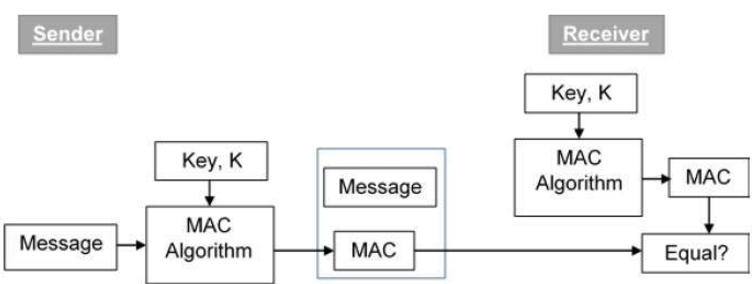 Sender
Receiver
Key, K
MAC
Algorithm
MAC
Key, K
Message
MAC
Algorithm
Message
MAC
Equal?